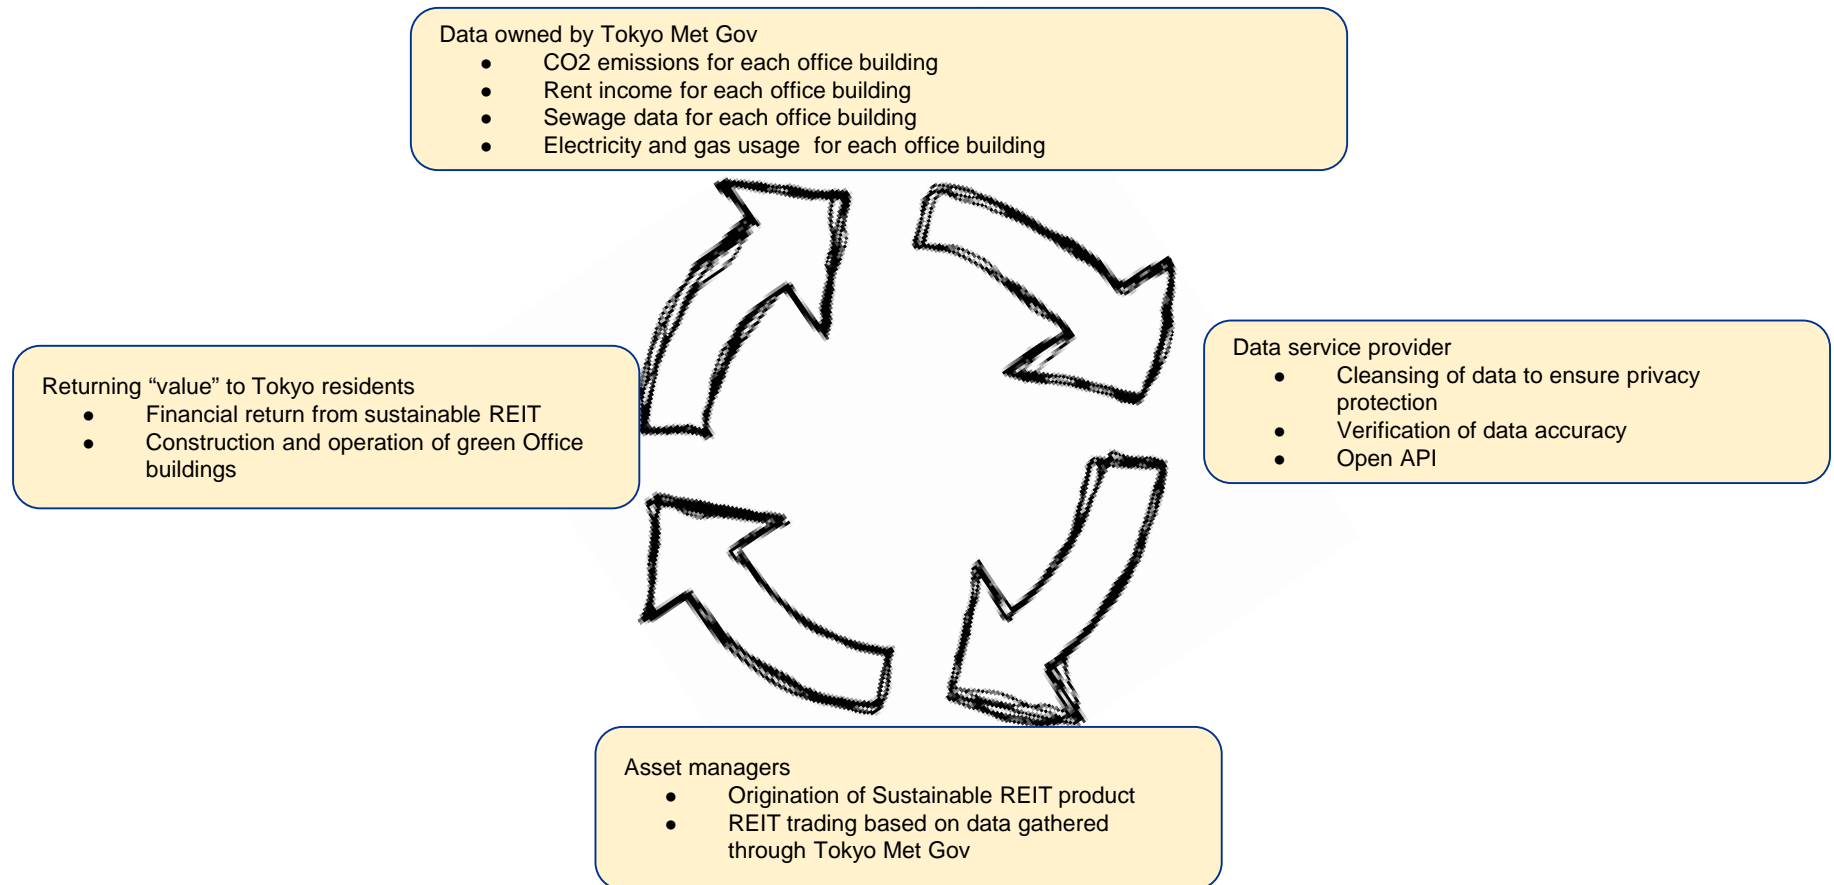 Data owned by Tokyo Met Gov
● CO2 emissions for each office building
● Rent income for each office building
● Sewage data for each office building
● Electricity and gas usage  for each office building
Data service provider
● Cleansing of data to ensure privacy
protection
● Verification of data accuracy
● Open API
Returning “value” to Tokyo residents
● Financial return from sustainable REIT
● Construction and operation of green Office
buildings
Asset managers
● Origination of Sustainable REIT product
● REIT trading based on data gathered
through Tokyo Met Gov